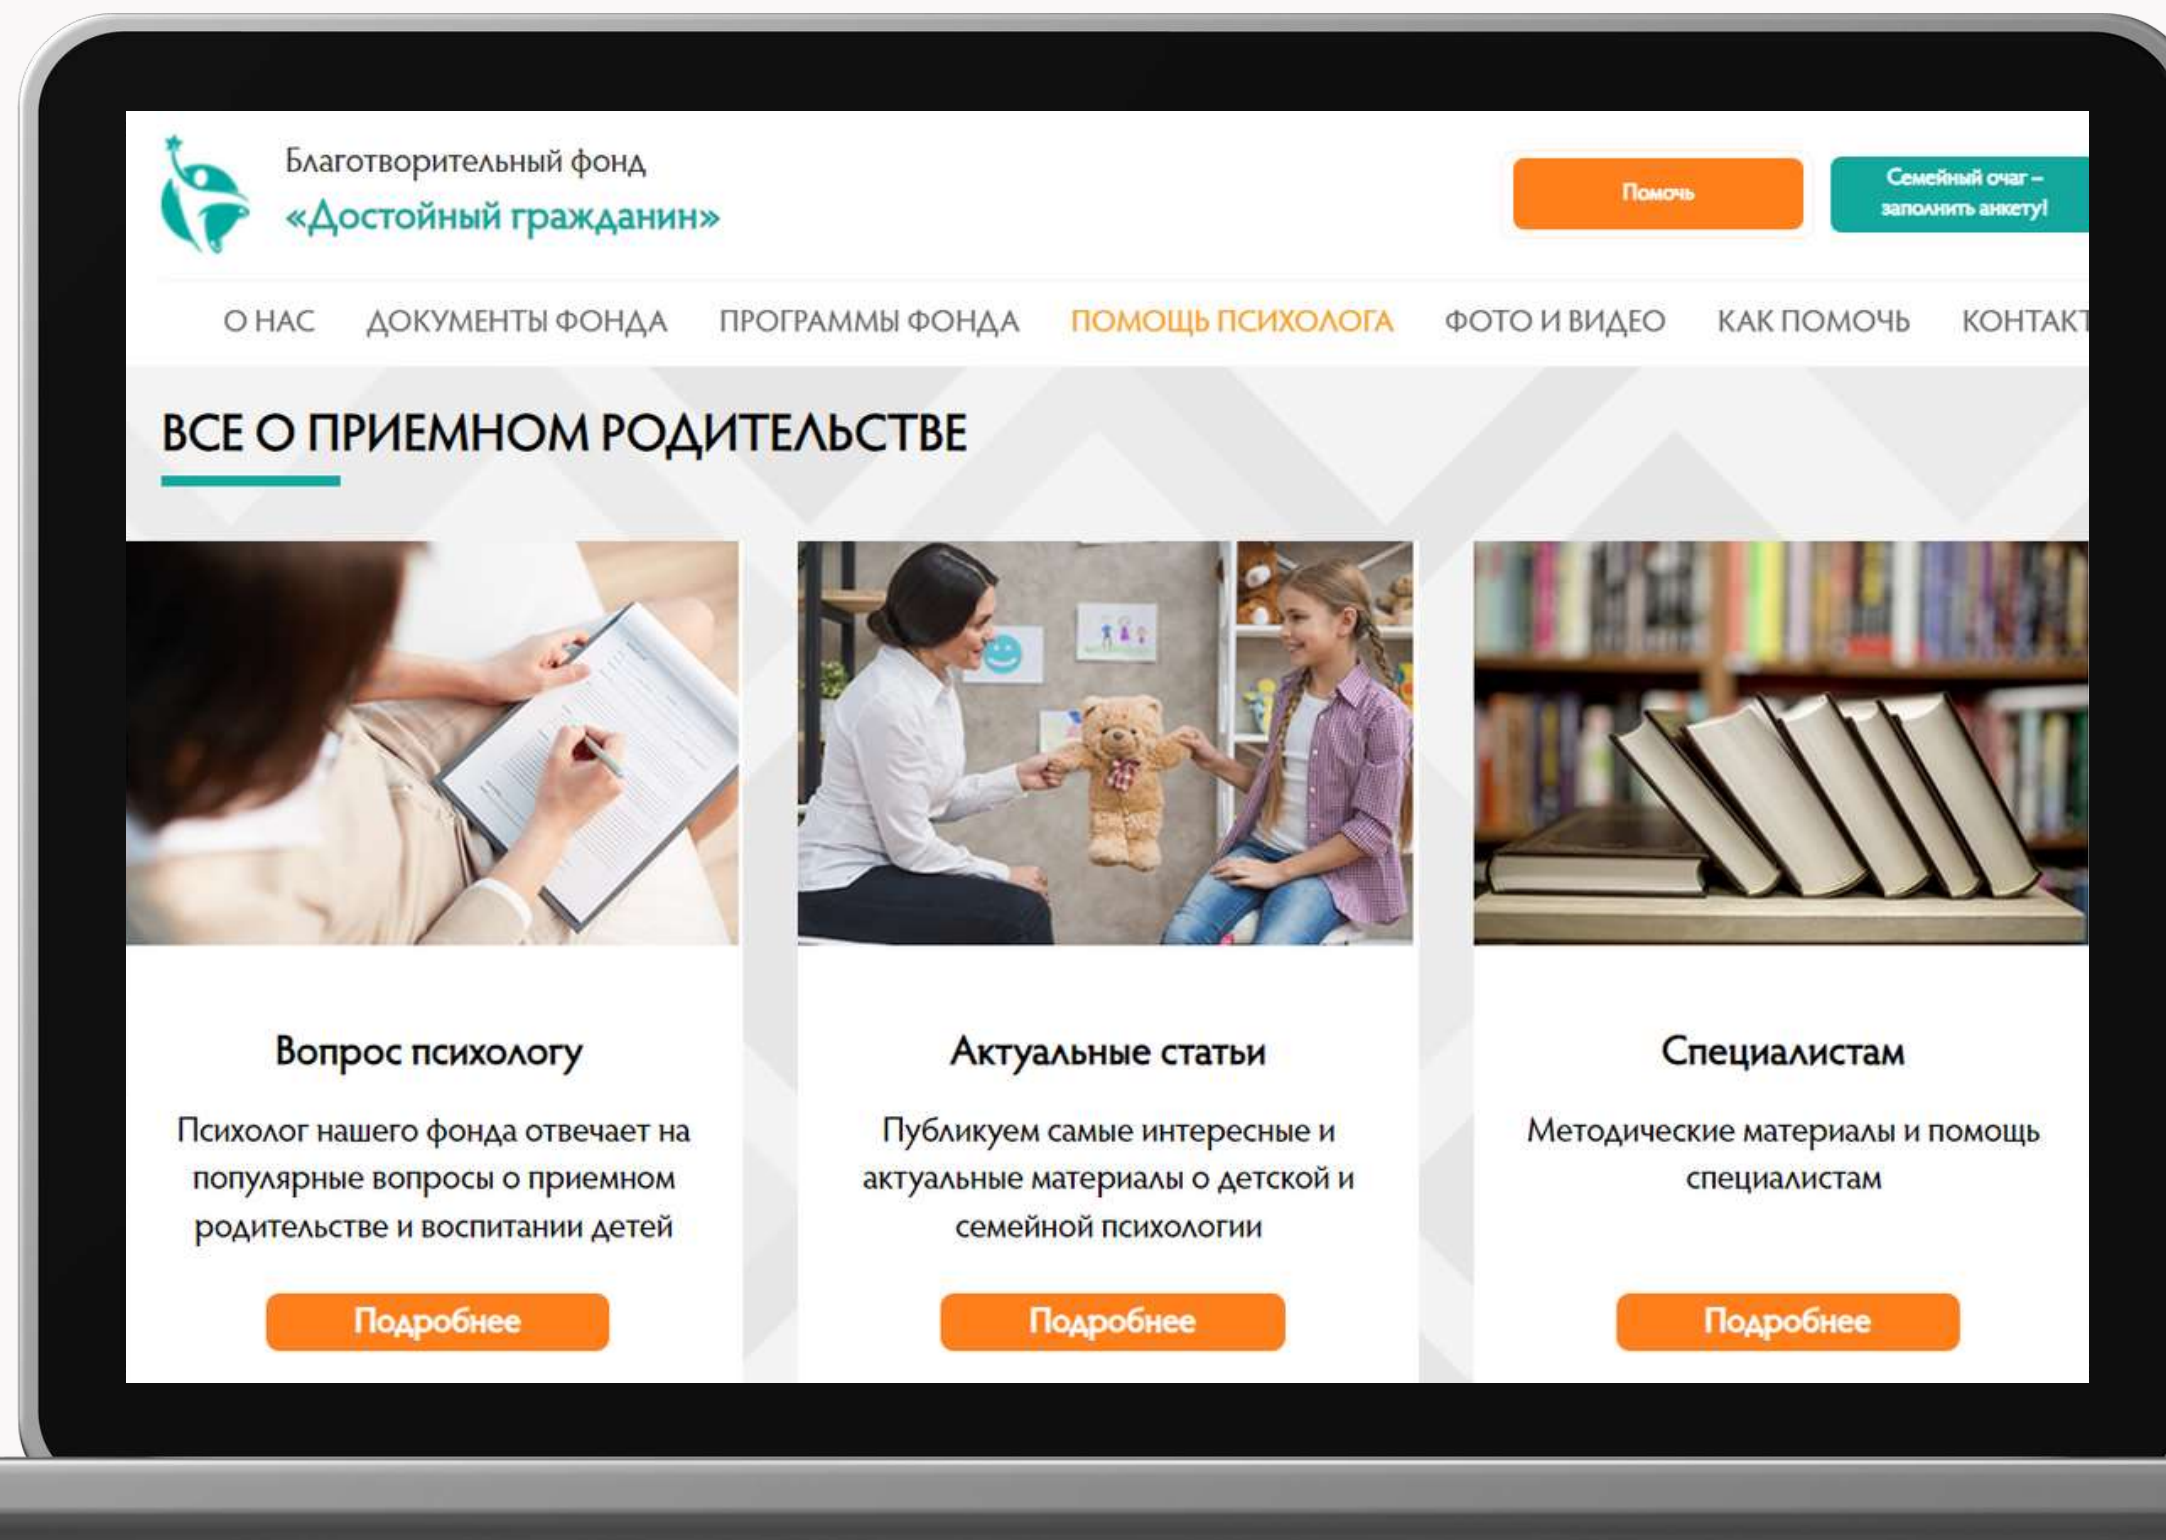 Благотворительный фонд
«Достойный гражданин»
Помочь
Семейный очаг –
заполнить анкету!
О НАС ДОКУМЕНТЫ ФОНДА ПРОГРАММЫ ФОНДА ПОМОЩЬ ПСИХОЛОГА ФОТО И ВИДЕО КАК ПОМОЧЬ КОНТАКТ
ВСЕ О ПРИЕМНОМ РОДИТЕЛЬСТВЕ
Вопрос психологу
Психолог нашего фонда отвечает на
популярные вопросы о приемном
родительстве и воспитании детей
Подробнее
Актуальные статьи
Публикуем самые интересные и
актуальные материалы о детской и
семейной психологии
Подробнее
Специалистам
Методические материалы и помощь
специалистам
Подробнее